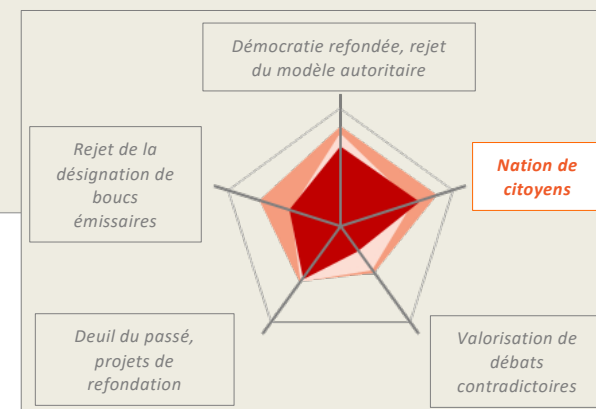 Démocratie refondée, rejet
du modèle autoritaire
Rejet de la
désignation de
boucs
émissaires
Nation de
citoyens
Deuil du passé,
projets de
refondation
Valorisation de
débats
contradictoires